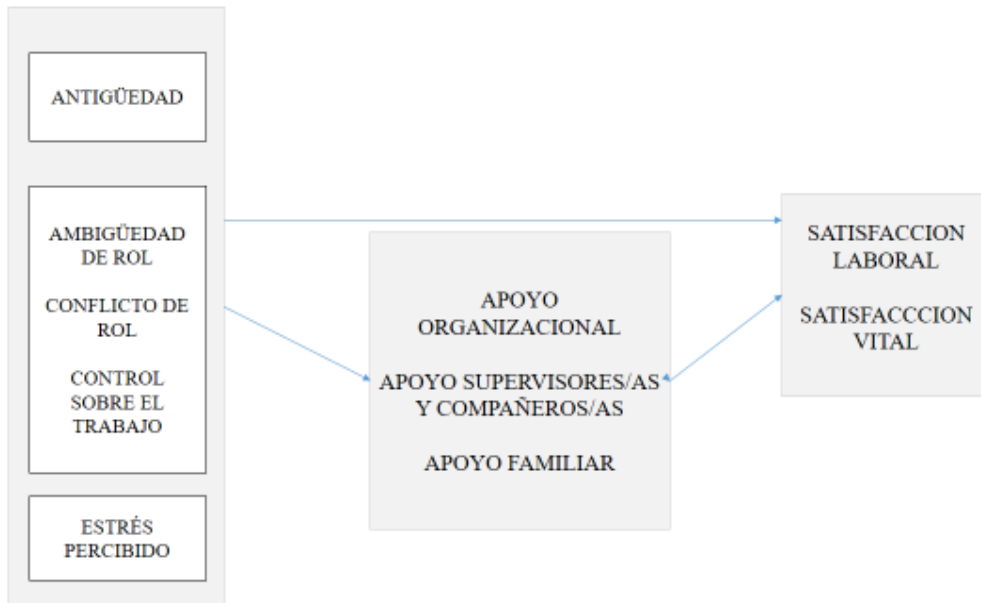 ANTIGÜEDAD
AMBIGÜEDAD
DE ROL
CONFLICTO DE
ROL
CONTROL
SOBRE EL
TRABAJO
ESTRÉS
PERCIBIDO
APOYO
ORGANIZACIONAL
APOYO SUPERVISORES/AS
Y COMPAÑEROS/AS
APOYO FAMILIAR
SATISFACCION
LABORAL
SATISFACCCION
VITAL